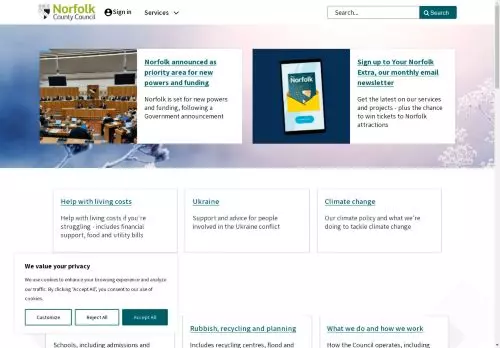 Norfolk
County Council
Sign in
Services
Search...
Search
Norfolk announced as
priority area for new
powers and funding
Norfolk is set for new powers
and funding, following a
Government announcement
Norfolk
Sign up to Your Norfolk
Extra, our monthly email
newsletter
Get the latest on our services
and projects - plus the chance
to win tickets to Norfolk
attractions
Help with living costs
Help with living costs if you're
struggling - includes financial
support, food and utility bills
Ukraine
Support and advice for people
involved in the Ukraine conflict
Climate change
Our climate policy and what we're
doing to tackle climate change
We value your privacy
We use cookies to enhance your browsing experience and analyze
our traffic. By clicking "Accept All", you consent to our use of
cookies.
Customize
Reject All
Accept All
Schools, including admissions and
Rubbish, recycling and planning
Includes recycling centres, flood and
What we do and how we work
How the Council operates, including